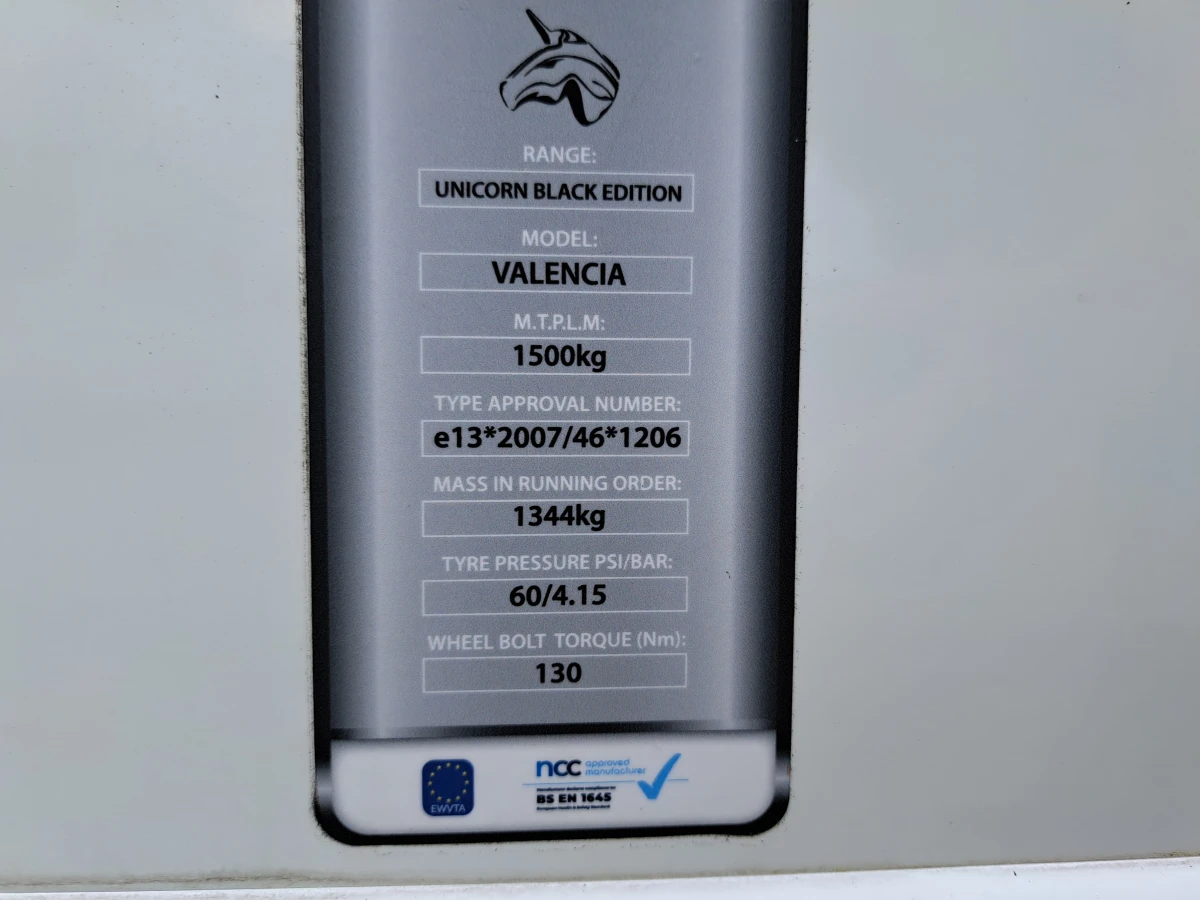 RANGE:
UNICORN BLACK EDITION
MODEL:
VALENCIA
M.T.P.L.M:
1500kg
TYPE APPROVAL NUMBER:
e13*2007/46*1206
MASS IN RUNNING ORDER:
1344kg
TYRE PRESSURE PSI/BAR:
60/4.15
WHEEL BOLT TORQUE (Nm):
130
EWVTA
ncc approved
manufacturer
BS EN 1645